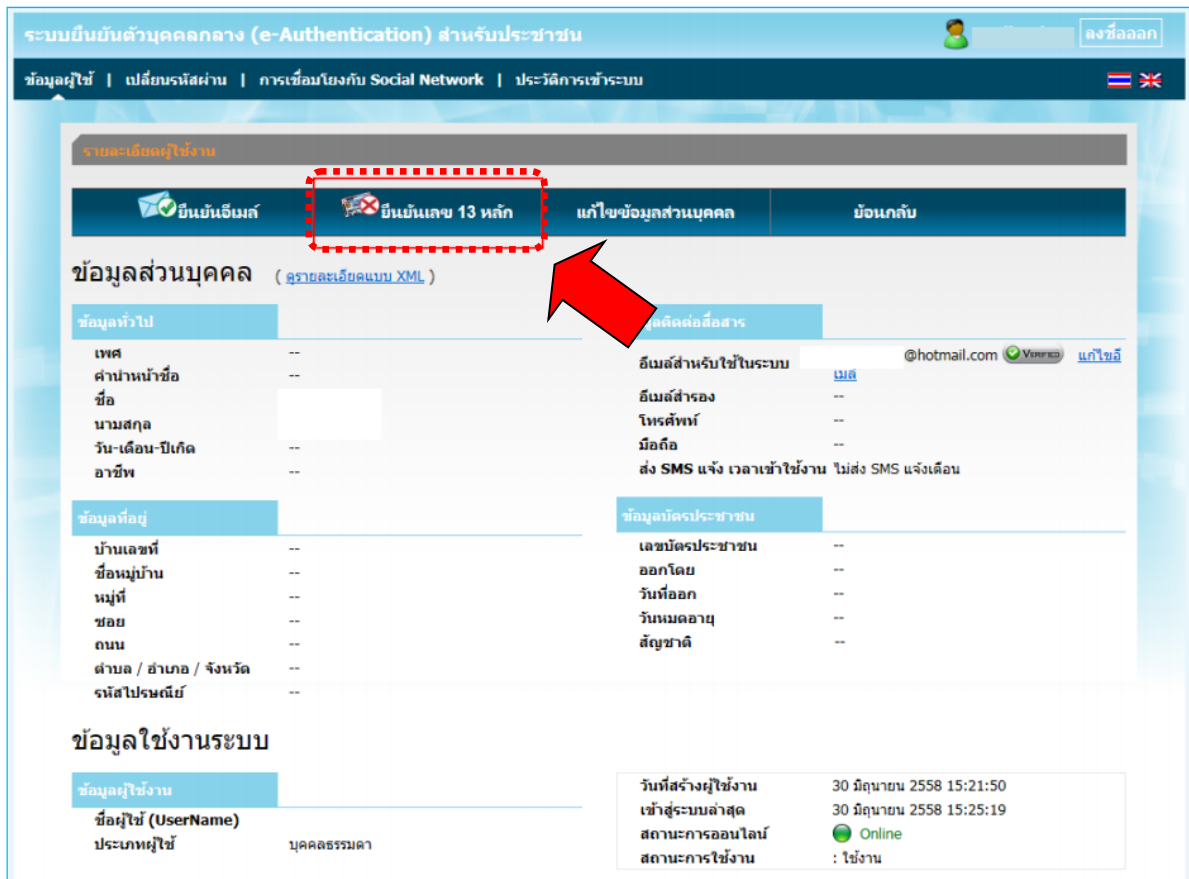 ระบบยืนยันตัวบุคคลกลาง (e-Authentication) สำหรับประชาชน
ลงชื่อออก
ข้อมูลผู้ใช้ | เปลี่ยนรหัสผ่าน | การเชื่อมโยงกับ Social Network | ประวัติการเข้าระบบ
รายละเอียดผู้ใช้งาน
ยืนยันอีเมล์ ยืนยันเลข 13 หลัก แก้ไขข้อมูลส่วนบุคคล ย้อนกลับ
ข้อมูลส่วนบุคคล ( ดูรายละเอียดแบบ XML )
ข้อมูลทั่วไป
เพศ --
คำนำหน้าชื่อ --
ชื่อ
นามสกุล
วัน-เดือน-ปีเกิด --
อาชีพ --
มูลติดต่อสื่อสาร
อีเมล์สำหรับใช้ในระบบ @hotmail.com VERIFIED แก้ไขอี
เมล์
อีเมล์สำรอง --
โทรศัพท์ --
มือถือ --
ส่ง SMS แจ้ง เวลาเข้าใช้งาน ไม่ส่ง SMS แจ้งเตือน
ข้อมูลที่อยู่
บ้านเลขที่ --
ชื่อหมู่บ้าน --
หมู่ที่ --
ซอย --
ถนน --
ตำบล / อำเภอ / จังหวัด --
รหัสไปรษณีย์ --
ข้อมูลบัตรประชาชน
เลขบัตรประชาชน --
ออกโดย --
วันที่ออก --
วันหมดอายุ --
สัญชาติ --
ข้อมูลใช้งานระบบ
ข้อมูลผู้ใช้งาน
ชื่อผู้ใช้ (UserName)
ประเภทผู้ใช้ บุคคลธรรมดา
วันที่สร้างผู้ใช้งาน 30 มิถุนายน 2558 15:21:50
เข้าสู่ระบบล่าสุด 30 มิถุนายน 2558 15:25:19
สถานะการออนไลน์ Online
สถานะการใช้งาน : ใช้งาน